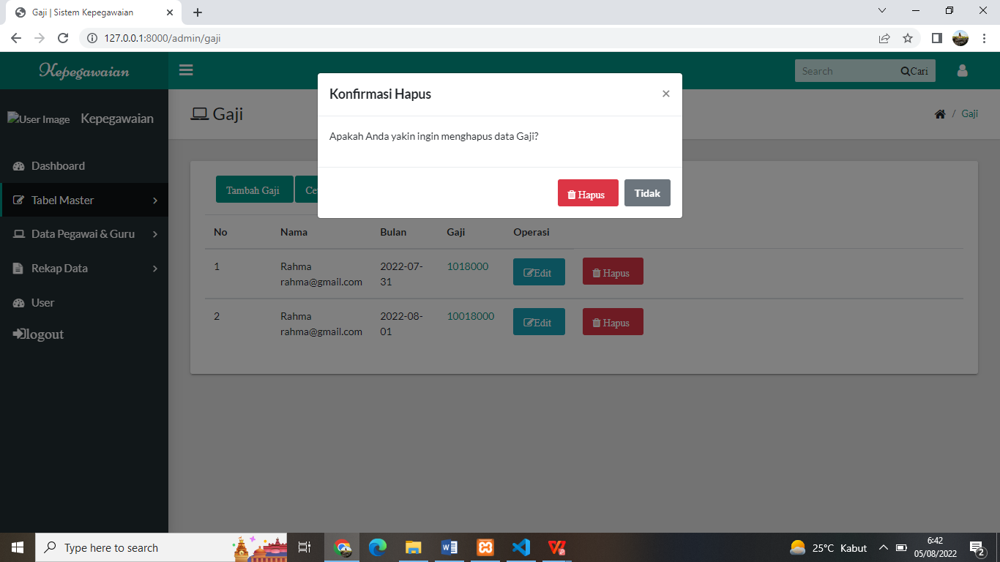 Gaji | Sistem Kepegawaian
127.0.0.1:8000/admin/gaji
Kepegawaian
Search
Cari
User Image
Kepegawaian
Dashboard
Tabel Master
Data Pegawai & Guru
Rekap Data
User
logout
Gaji
/ Gaji
Konfirmasi Hapus
×
Apakah Anda yakin ingin menghapus data Gaji?
Hapus
Tidak
Tambah Gaji
No Nama Bulan Gaji Operasi
1 Rahma 2022-07- 1018000 Edit Hapus
rahma@gmail.com 31
2 Rahma 2022-08- 10018000 Edit Hapus
rahma@gmail.com 01
Type here to search
25°C Kabut
6:42
05/08/2022
2